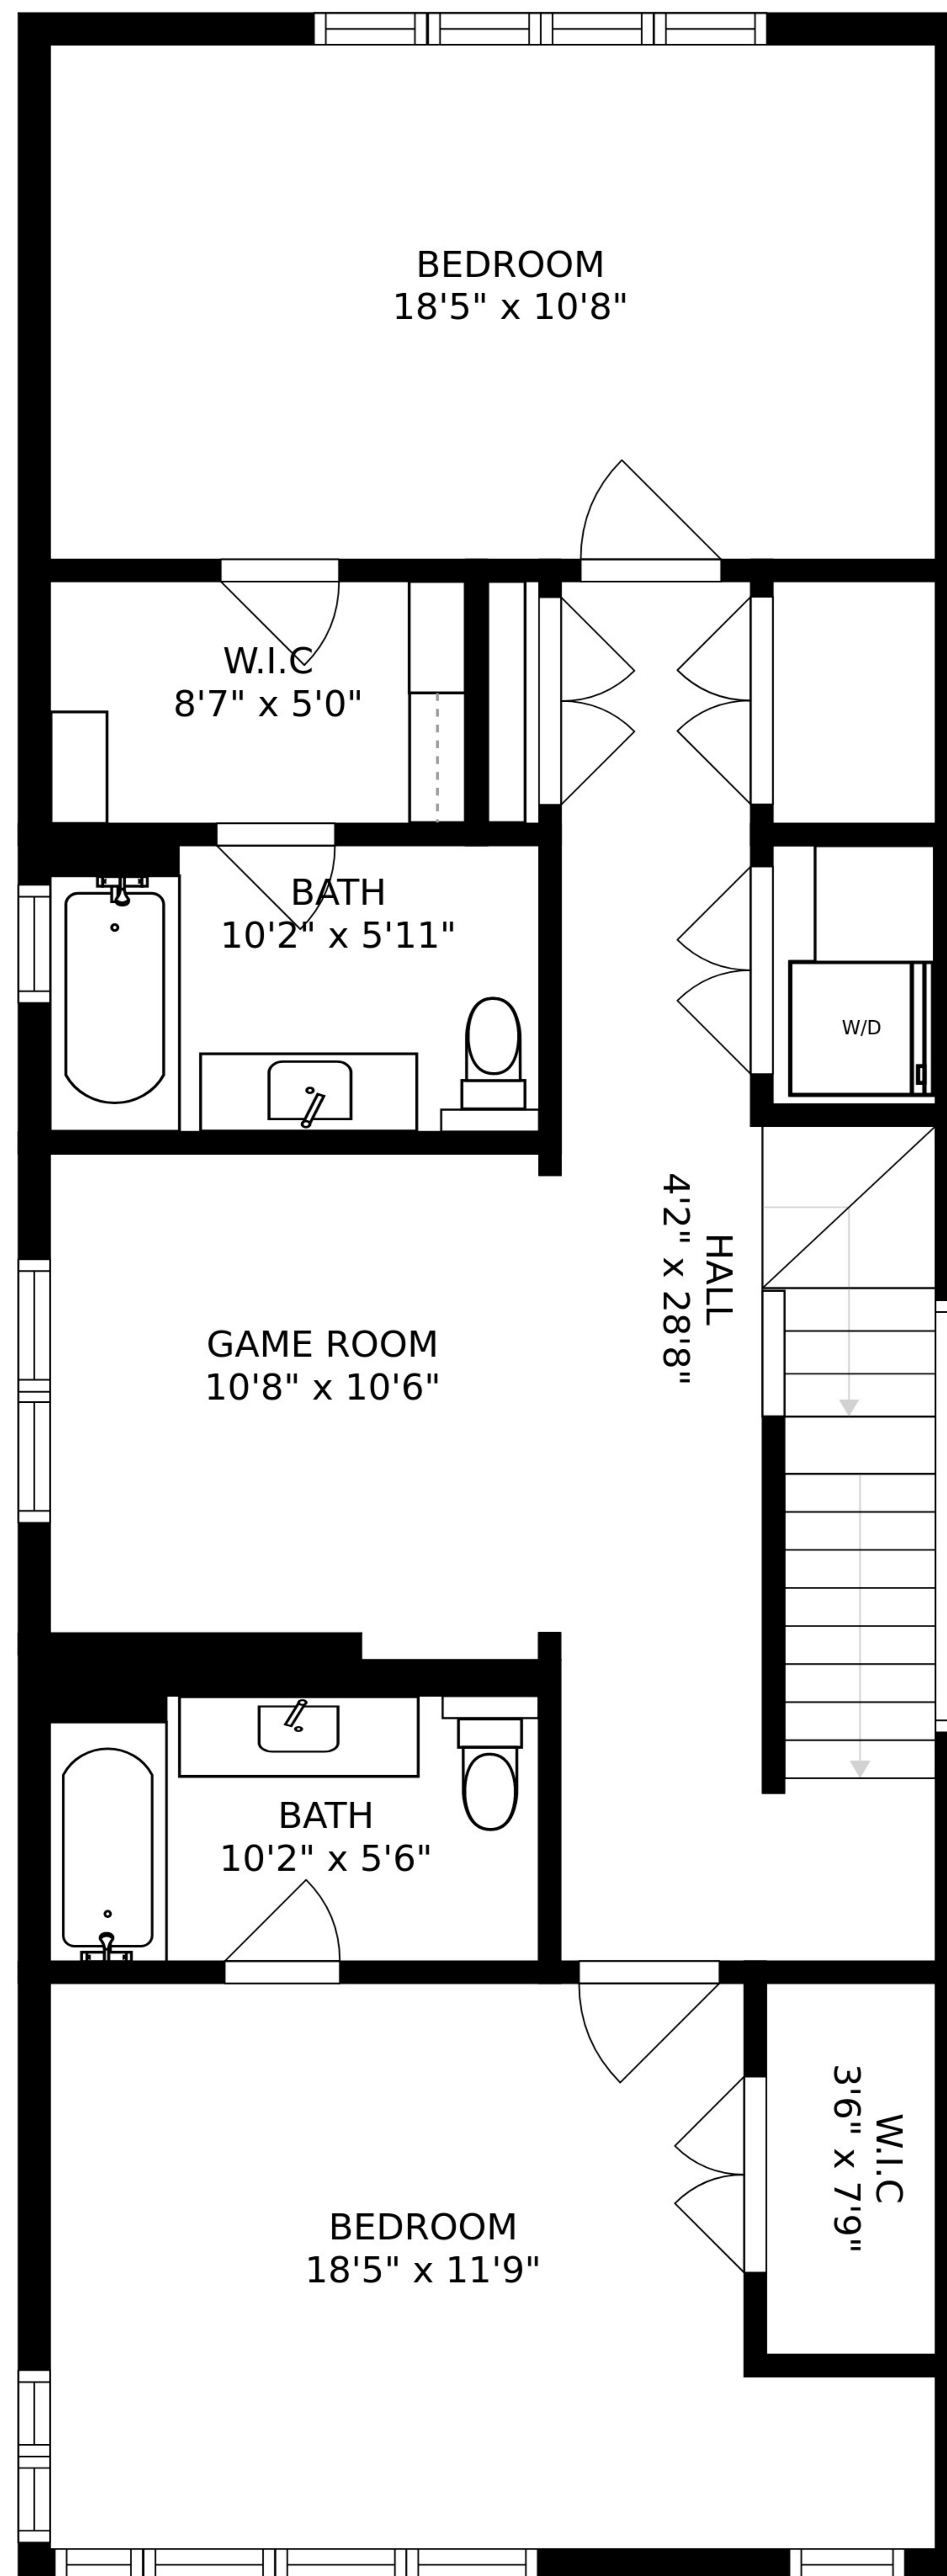 BEDROOM
18'5" x 10'8"
W.I.C
8'7" x 5'0"
BATH
10'2" x 5'11"
W/D
HALL
4'2" x 28'8"
GAME ROOM
10'8" x 10'6"
BATH
10'2" x 5'6"
W.I.C
3'6" x 7'9"
BEDROOM
18'5" x 11'9"